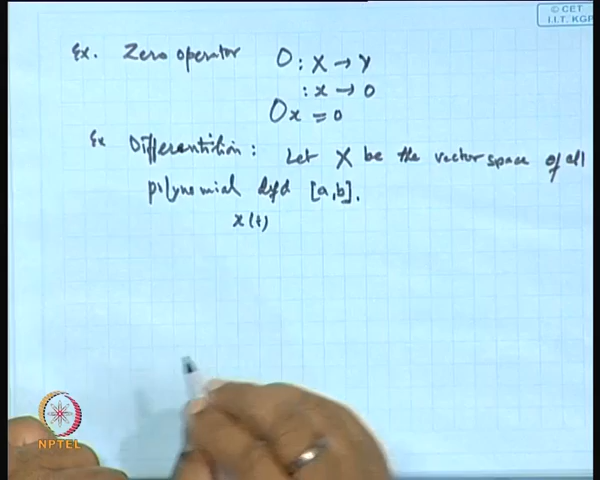 © CET
I.I.T. KGP
Ex. Zero operator O : X → Y
: x → 0
Ox = 0
Ex Differentition : Let X be the vector space of all
polynomial dfd [a,b].
x(t)
NPTEL